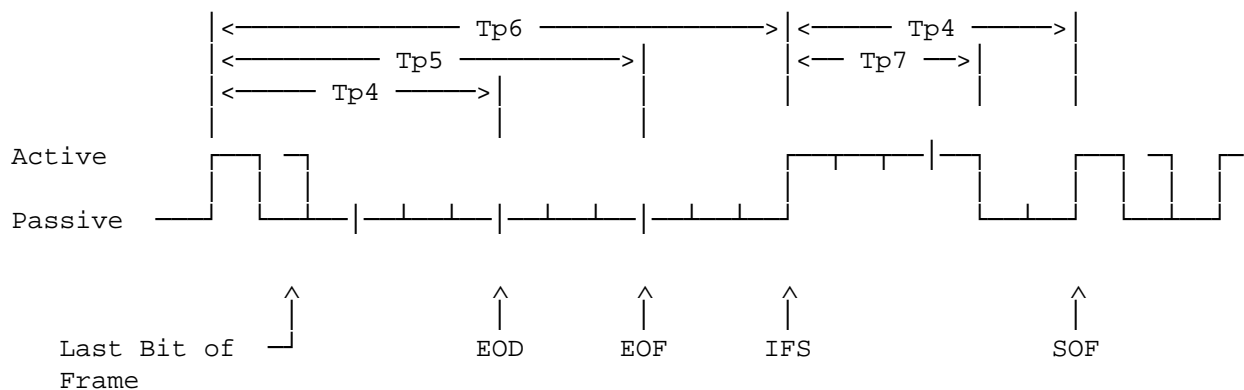 Tp6 Tp4
Tp5 Tp7
Tp4
Active
Passive
Last Bit of EOD EOF IFS SOF
Frame